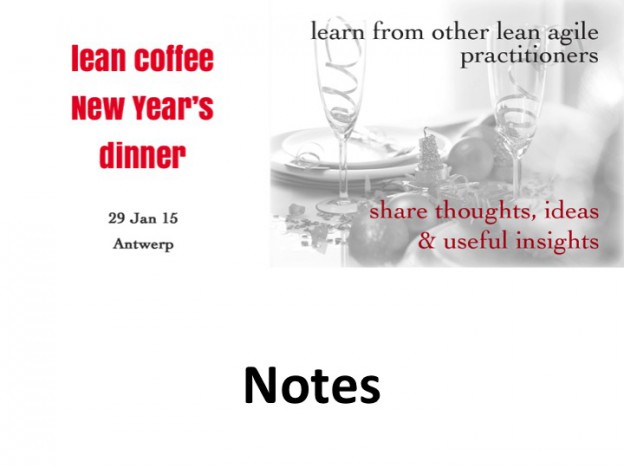 lean coffee
New Year's
dinner
29 Jan 15
Antwerp
learn from other lean agile
practitioners
share thoughts, ideas
& useful insights
Notes